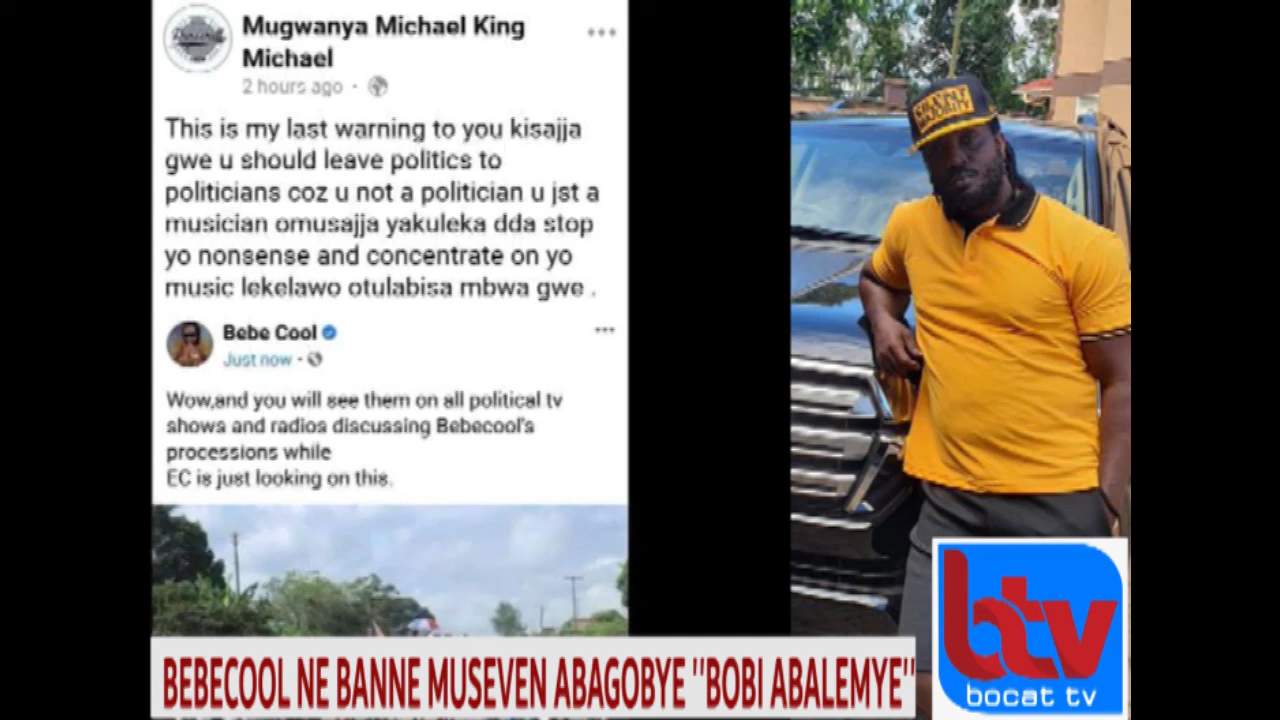 Mugwanya Michael King
Michael
2 hours ago
This is my last warning to you kisajja
gwe u should leave politics to
politicians coz u not a politician u jst a
musician omusajja yakuleka dda stop
yo nonsense and concentrate on yo
music lekelawo otulabisa mbwa gwe .
Bebe Cool
Just now
Wow,and you will see them on all political tv
shows and radios discussing Bebecool's
processions while
EC is just looking on this.
MAJORITY
BEBECOOL NE BANNE MUSEVEN ABAGOBYE "BOBI ABALEMYE"
btv
bocat tv